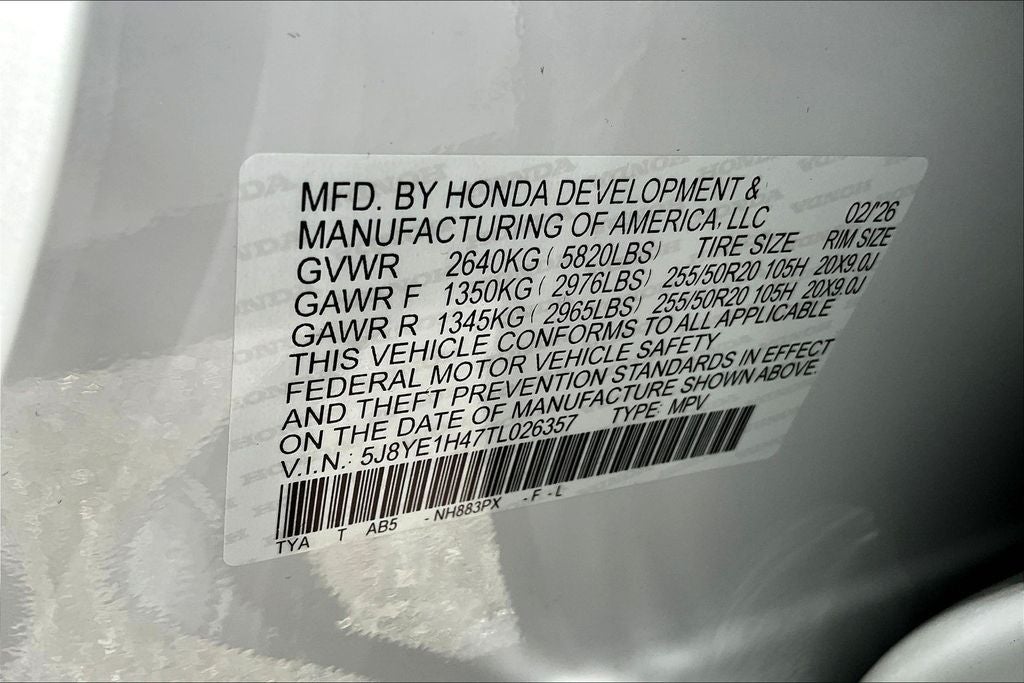 MFD. BY HONDA DEVELOPMENT &
MANUFACTURING OF AMERICA, LLC 02/'26
GVWR 2640KG ( 5820LBS) TIRE SIZE RIM SIZE
GAWR F 1350KG ( 2976LBS) 255/50R20 105H 20X9.0J
GAWR R 1345KG ( 2965LBS) 255/50R20 105H 20X9.0J
THIS VEHICLE CONFORMS TO ALL APPLICABLE
FEDERAL MOTOR VEHICLE SAFETY
AND THEFT PREVENTION STANDARDS IN EFFECT
ON THE DATE OF MANUFACTURE SHOWN ABOVE.
V.I.N.: 5J8YE1H47TL026357 TYPE: MPV
TYA T AB5 - NH883PX - F - L